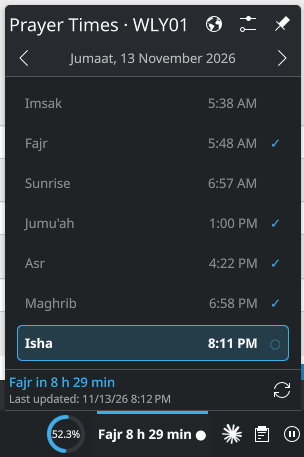 Prayer Times · WLY01
Jumaat, 13 November 2026
Imsak 5:38 AM
Fajr 5:48 AM ✓
Sunrise 6:57 AM
Jumu'ah 1:00 PM ✓
Asr 4:22 PM ✓
Maghrib 6:58 PM ✓
Isha 8:11 PM
Fajr in 8 h 29 min
Last updated: 11/13/26 8:12 PM
52.3% Fajr 8 h 29 min